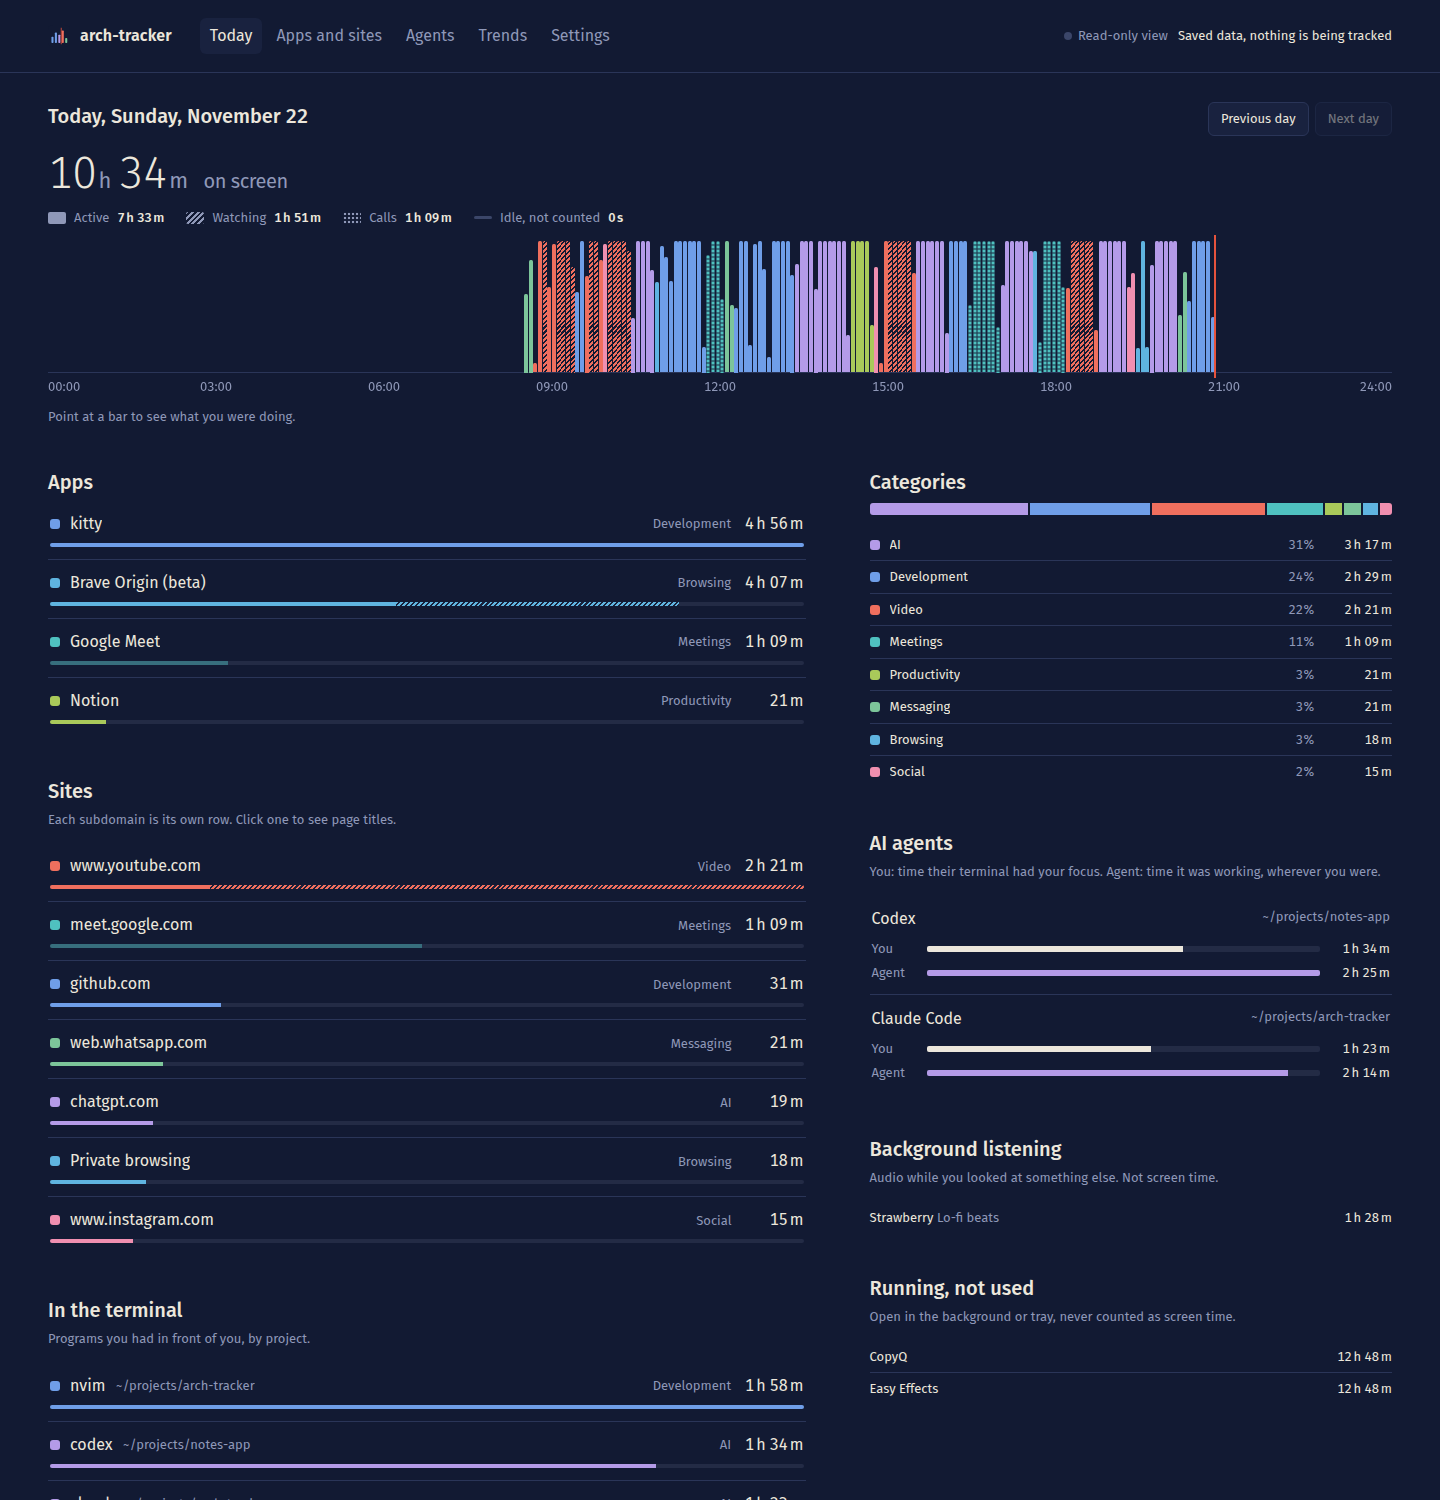 arch-tracker Today Apps and sites Agents Trends Settings Read-only view Saved data, nothing is being tracked
Today, Sunday, November 22 Previous day Next day
10h 34m on screen
Active 7h 33m Watching 1h 51m Calls 1h 09m Idle, not counted 0s
00:00 03:00 06:00 09:00 12:00 15:00 18:00 21:00 24:00
Point at a bar to see what you were doing.
Apps
kitty Development 4h 56m
Brave Origin (beta) Browsing 4h 07m
Google Meet Meetings 1h 09m
Notion Productivity 21m
Sites
Each subdomain is its own row. Click one to see page titles.
www.youtube.com Video 2h 21m
meet.google.com Meetings 1h 09m
github.com Development 31m
web.whatsapp.com Messaging 21m
chatgpt.com AI 19m
Private browsing Browsing 18m
www.instagram.com Social 15m
In the terminal
Programs you had in front of you, by project.
nvim ~/projects/arch-tracker Development 1h 58m
codex ~/projects/notes-app AI 1h 34m
Categories
AI 31% 3h 17m
Development 24% 2h 29m
Video 22% 2h 21m
Meetings 11% 1h 09m
Productivity 3% 21m
Messaging 3% 21m
Browsing 3% 18m
Social 2% 15m
AI agents
You: time their terminal had your focus. Agent: time it was working, wherever you were.
Codex ~/projects/notes-app
You 1h 34m
Agent 2h 25m
Claude Code ~/projects/arch-tracker
You 1h 23m
Agent 2h 14m
Background listening
Audio while you looked at something else. Not screen time.
Strawberry Lo-fi beats 1h 28m
Running, not used
Open in the background or tray, never counted as screen time.
CopyQ 12h 48m
Easy Effects 12h 48m